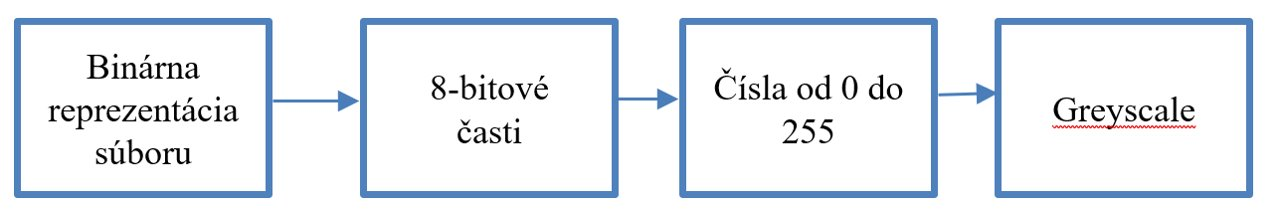 Binárna
reprezentácia
súboru
8-bitové
časti
Čísla od 0 do
255
Greyscale